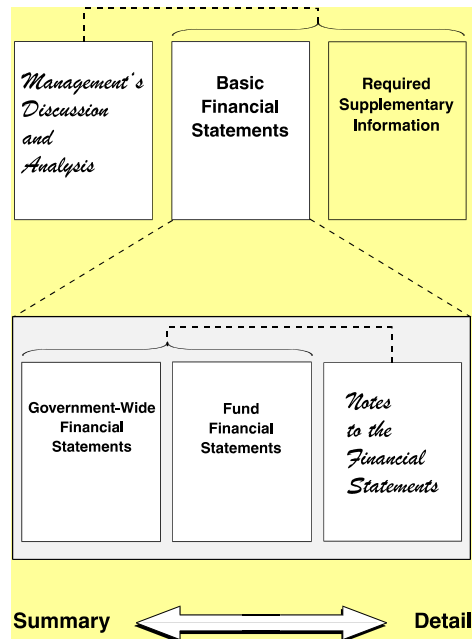 Management's
Discussion
and
Analysis
Basic
Financial
Statements
Required
Supplementary
Information
Government-Wide
Financial
Statements
Fund
Financial
Statements
Notes
to the
Financial
Statements
Summary
Detail